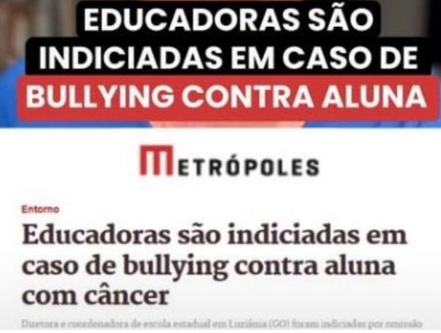 EDUCADORAS SÃO
INDICIADAS EM CASO DE
BULLYING CONTRA ALUNA
METRÓPOLES
Entorno
Educadoras são indiciadas em
caso de bullying contra aluna
com câncer
Diretora e coordenadora de escola estadual em Luziânia (GO) foram indiciadas por omissão